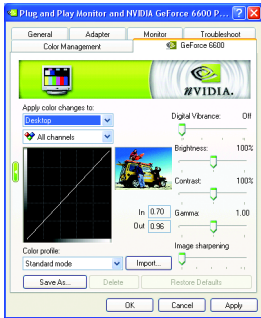 Plug and Play Monitor and NVIDIA GeForce 6600 P...
General
Adapter
Monitor
Troubleshoot
Color Management
GeForce 6600
NVIDIA.
Apply color changes to:
Desktop
All channels
Digital Vibrance:
Off
Brightness:
100%
Contrast:
100%
In 0.70
Out 0.96
Gamma:
1.00
Image sharpening
Color profile:
Standard mode
Import...
Save As...
Delete
Restore Defaults
OK
Cancel
Apply